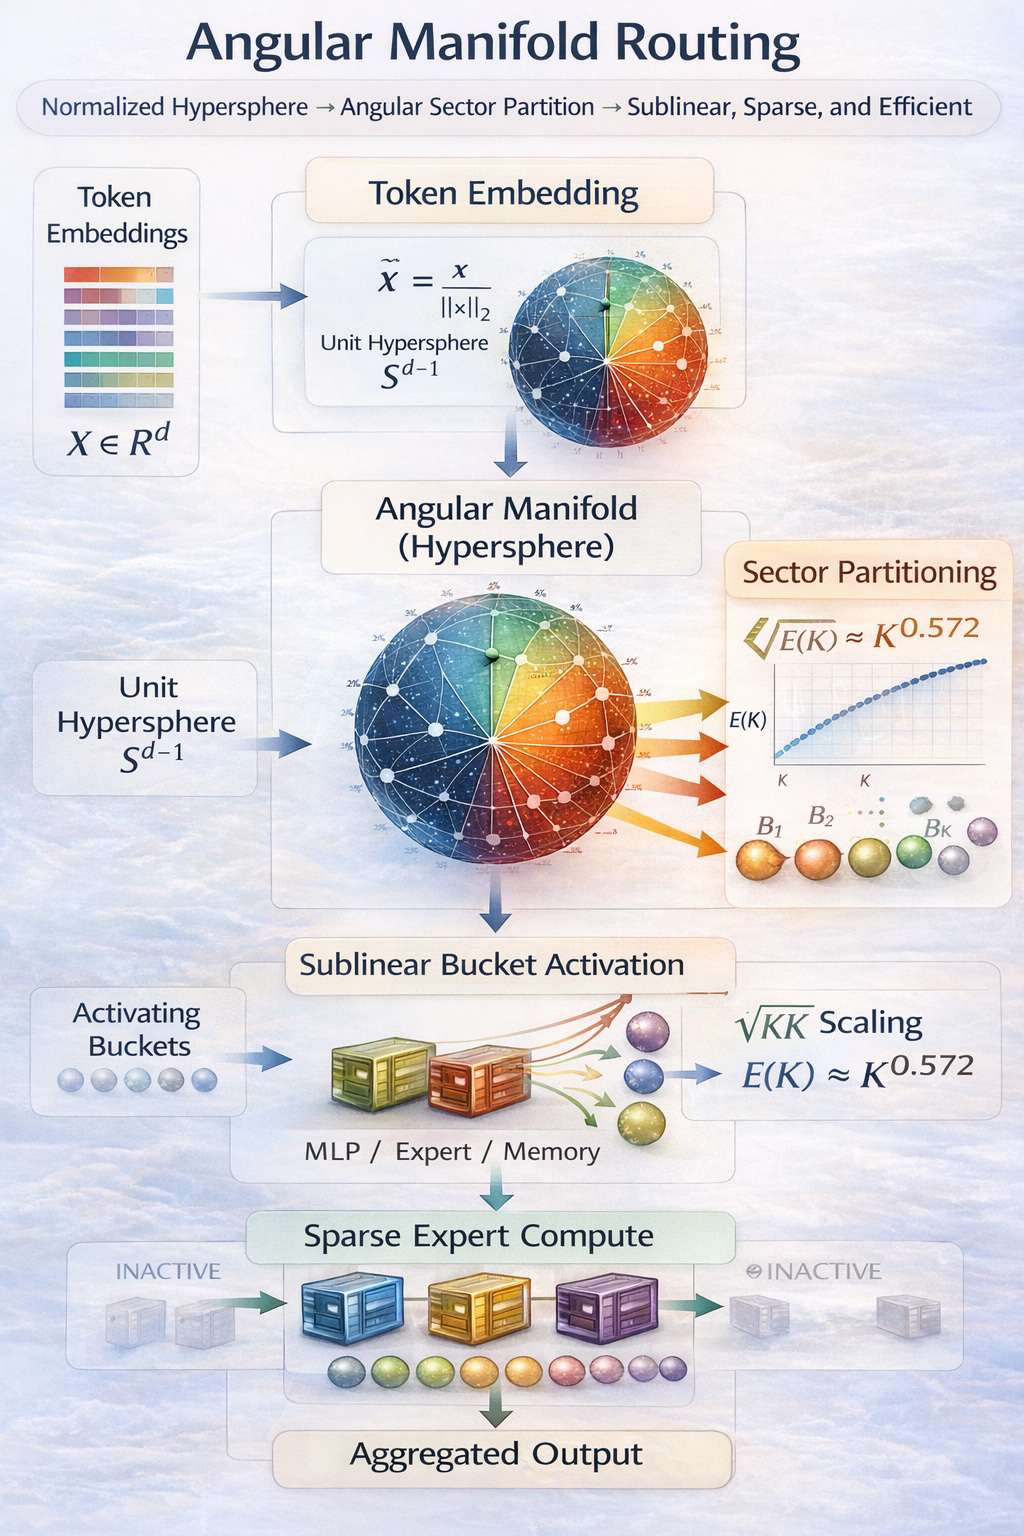 Angular Manifold Routing
Normalized Hypersphere → Angular Sector Partition → Sublinear, Sparse, and Efficient
Token
Embeddings
X ∈ R^d
Token Embedding
x̃ = x / ||x||₂
Unit Hypersphere
S^{d−1}
Angular Manifold
(Hypersphere)
Unit
Hypersphere
S^{d−1}
Sector Partitioning
√E(K) ≈ K^{0.572}
E(K)
K K
B₁ B₂ B_K
Sublinear Bucket Activation
Activating
Buckets
MLP / Expert / Memory
√KK Scaling
E(K) ≈ K^{0.572}
Sparse Expert Compute
INACTIVE
INACTIVE
Aggregated Output